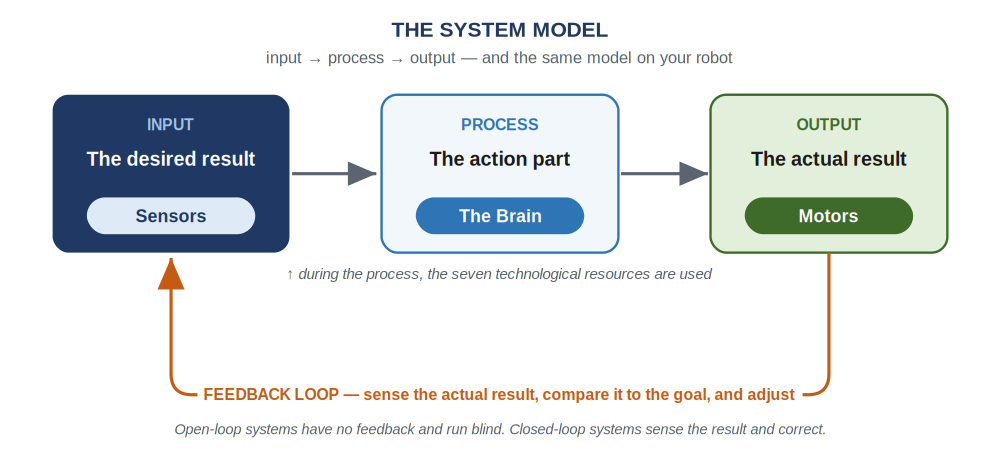 THE SYSTEM MODEL
input → process → output — and the same model on your robot
INPUT
The desired result
Sensors
PROCESS
The action part
The Brain
OUTPUT
The actual result
Motors
↑ during the process, the seven technological resources are used
FEEDBACK LOOP — sense the actual result, compare it to the goal, and adjust
Open-loop systems have no feedback and run blind. Closed-loop systems sense the result and correct.